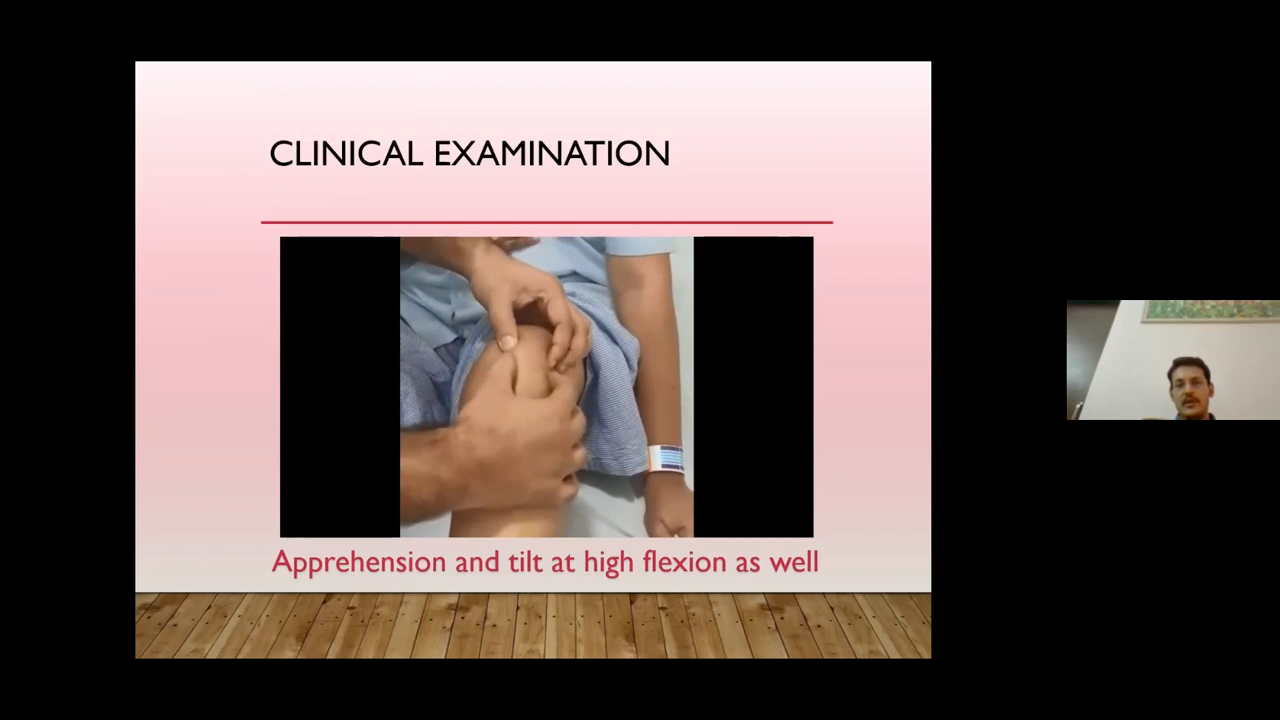 CLINICAL EXAMINATION
Apprehension and tilt at high flexion as well